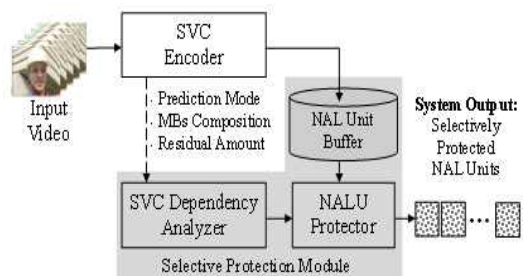 SVC
Encoder
Input
Video
· Prediction Mode
· MBs Composition
· Residual Amount
NAL Unit
Buffer
System Output:
Selectively
Protected
NAL Units
SVC Dependency
Analyzer
NALU
Protector
...
Selective Protection Module